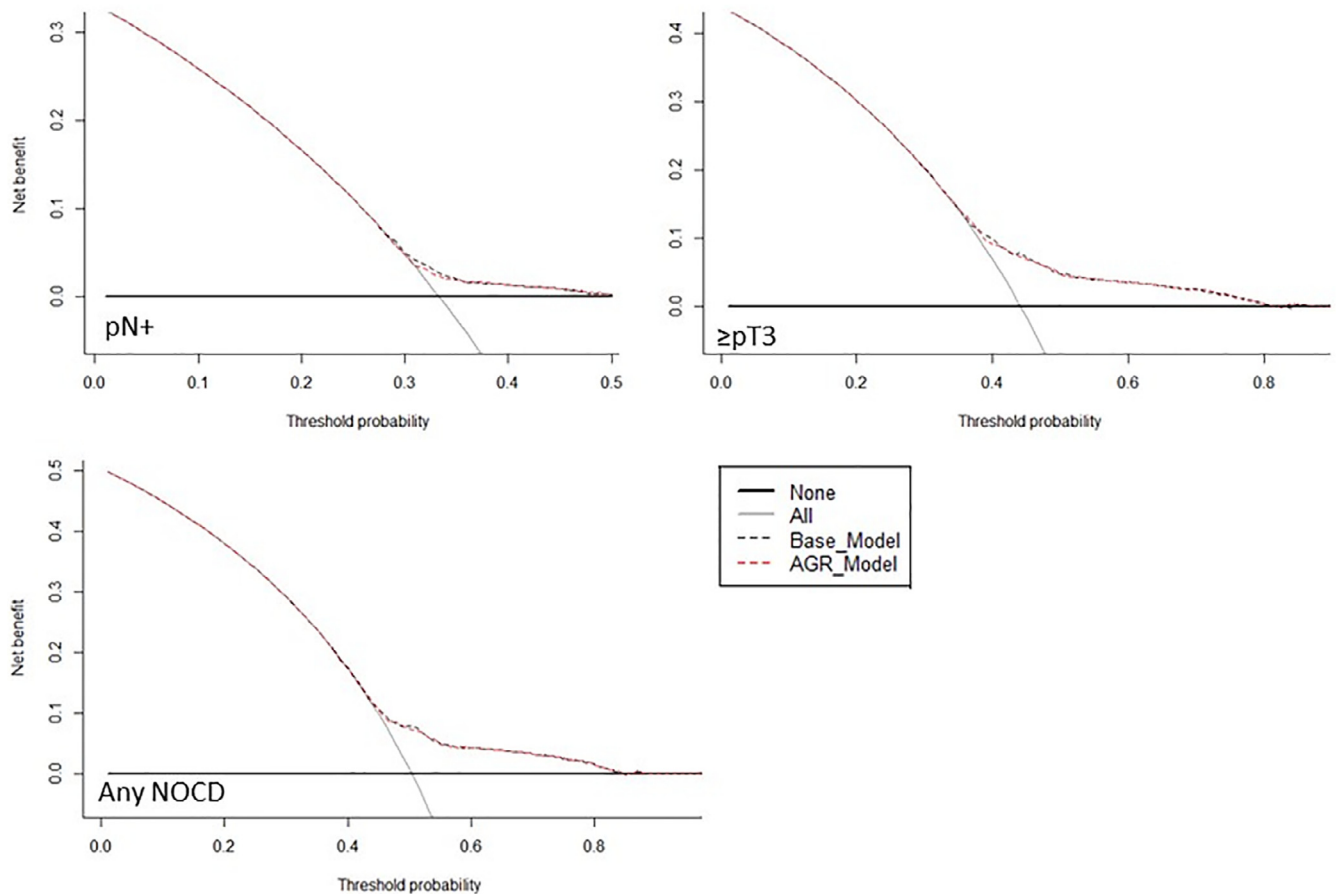 0.3
0.2
0.1
0.0
Net benefit
pN+
0.0 0.1 0.2 0.3 0.4 0.5
Threshold probability
0.4
0.3
0.2
0.1
0.0
≥pT3
0.0 0.2 0.4 0.6 0.8
Threshold probability
0.5
0.4
0.3
0.2
0.1
0.0
Net benefit
Any NOCD
0.0 0.2 0.4 0.6 0.8
Threshold probability
None
All
Base_Model
AGR_Model